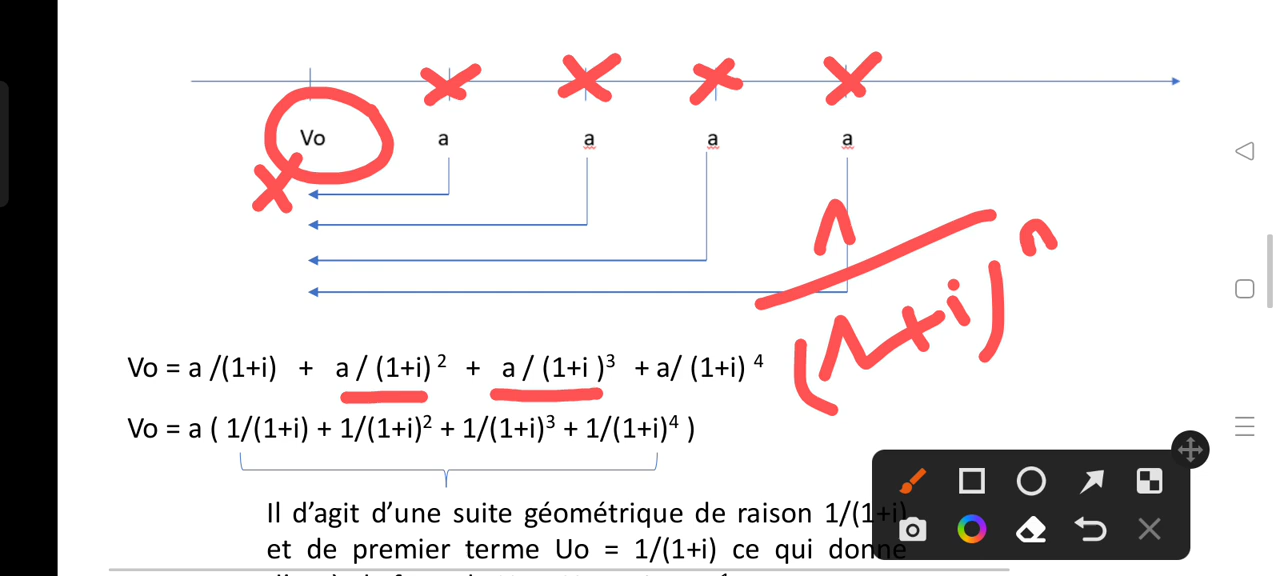 Vo a a a a
1
(1+i)ⁿ
Vo = a /(1+i) + a / (1+i) ² + a / (1+i )³ + a/ (1+i) ⁴
Vo = a ( 1/(1+i) + 1/(1+i)² + 1/(1+i)³ + 1/(1+i)⁴ )
Il d’agit d’une suite géométrique de raison 1/(1+i)
et de premier terme Uo = 1/(1+i) ce qui donne